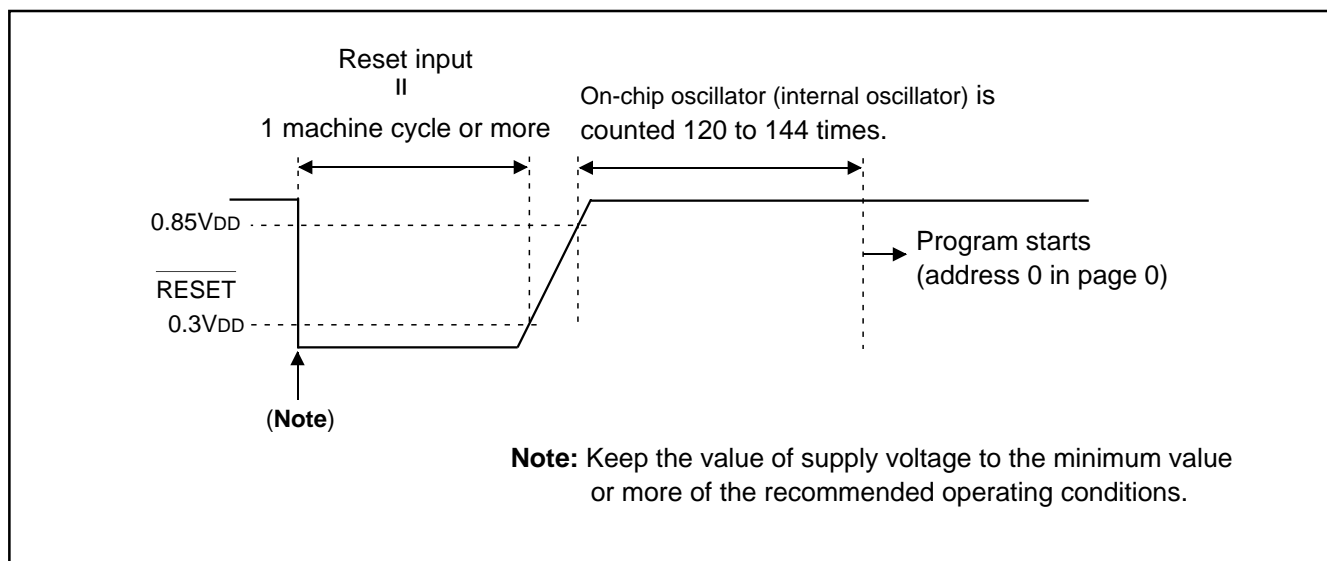 Reset input
=
1 machine cycle or more
On-chip oscillator (internal oscillator) is
counted 120 to 144 times.
0.85VDD
Program starts
(address 0 in page 0)
RESET
0.3VDD
(Note)
Note: Keep the value of supply voltage to the minimum value
or more of the recommended operating conditions.